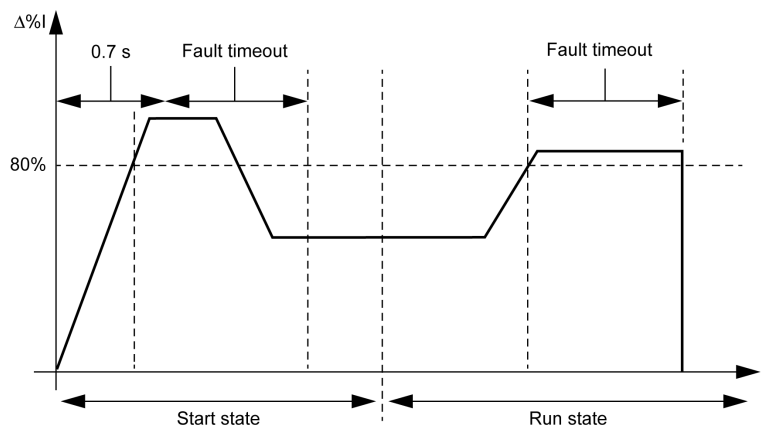 Δ%I
0.7 s
Fault timeout
Fault timeout
80%
Start state
Run state